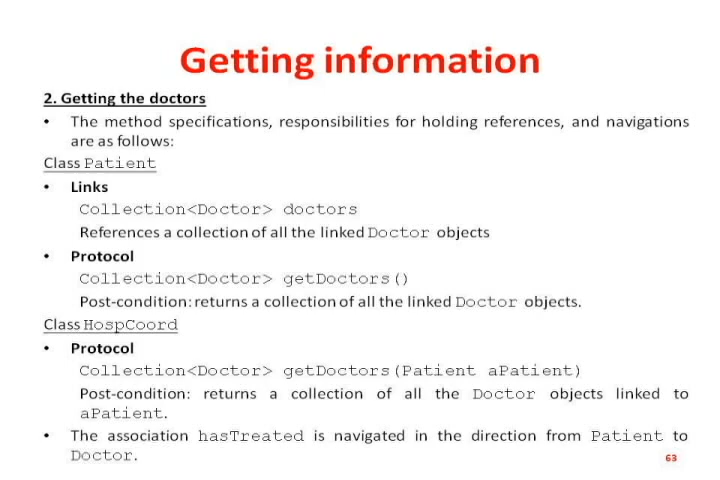 Getting information
2. Getting the doctors
• The method specifications, responsibilities for holding references, and navigations
are as follows:
Class Patient
• Links
Collection<Doctor> doctors
References a collection of all the linked Doctor objects
• Protocol
Collection<Doctor> getDoctors()
Post-condition: returns a collection of all the linked Doctor objects.
Class HospCoord
• Protocol
Collection<Doctor> getDoctors(Patient aPatient)
Post-condition: returns a collection of all the Doctor objects linked to
aPatient.
• The association hasTreated is navigated in the direction from Patient to
Doctor.
63